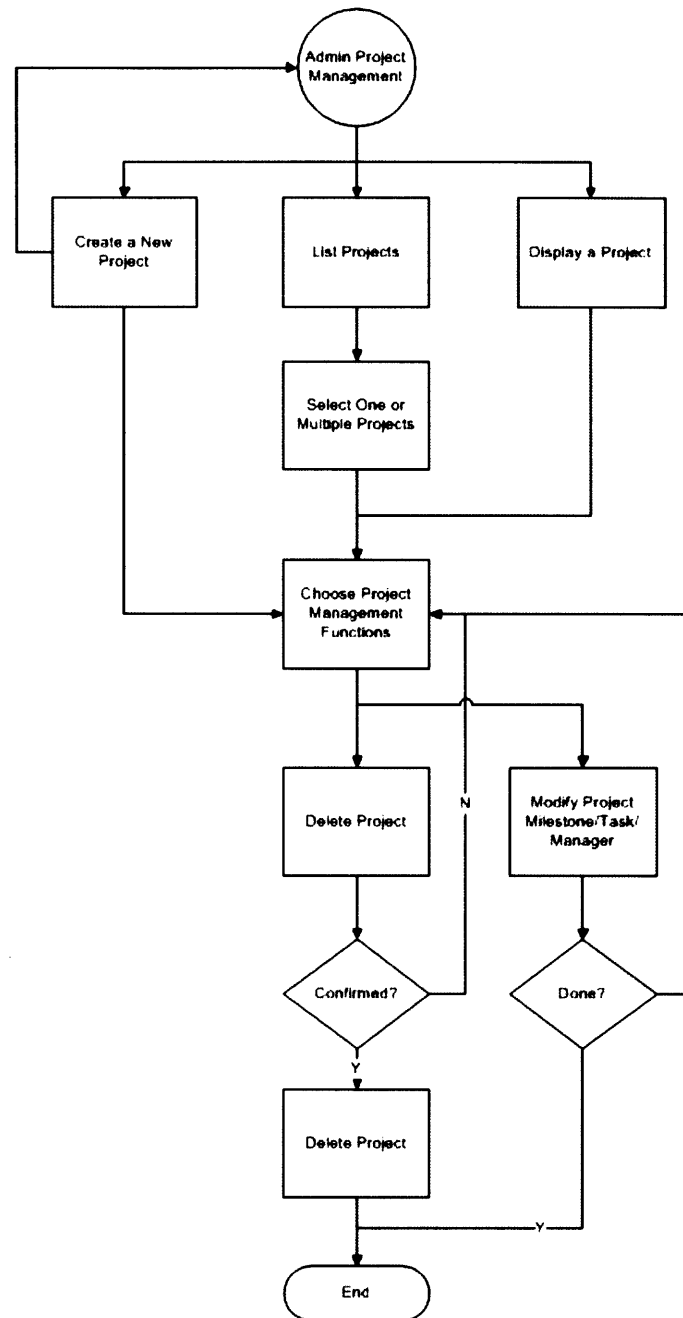 Admin Project
Management
Create a New
Project
List Projects
Display a Project
Select One or
Multiple Projects
Choose Project
Management
Functions
Delete Project
N
Modify Project
Milestone/Task/
Manager
Confirmed?
Done?
Y
Delete Project
Y
End